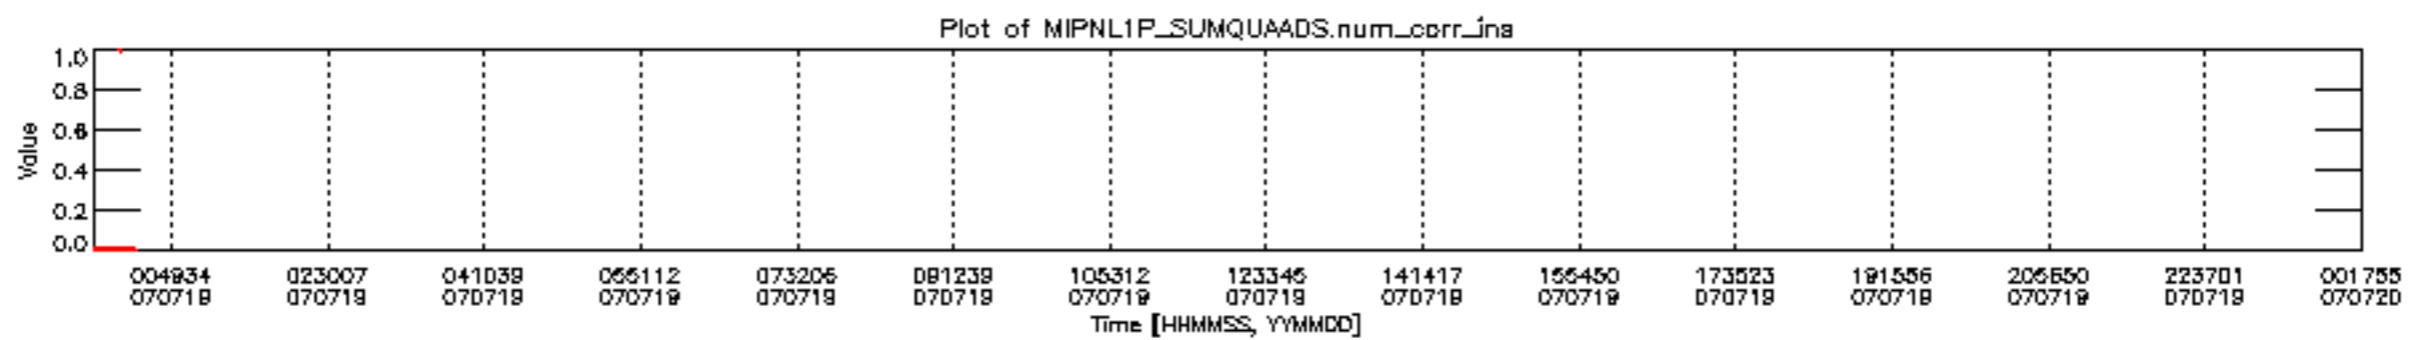 Plot of MIPNL1P_SUMQUAADS.num_corr_ins
1.0
0.8
0.6
0.4
0.2
0.0
Value
004934 023007 041039 055112 073206 091239 105312 123345 141417 155450 173523 191556 205650 223701 001755
070719 070719 070719 070719 070719 070719 070719 070719 070719 070719 070719 070719 070719 070719 070720
Time [HHMMSS, YYMMDD]